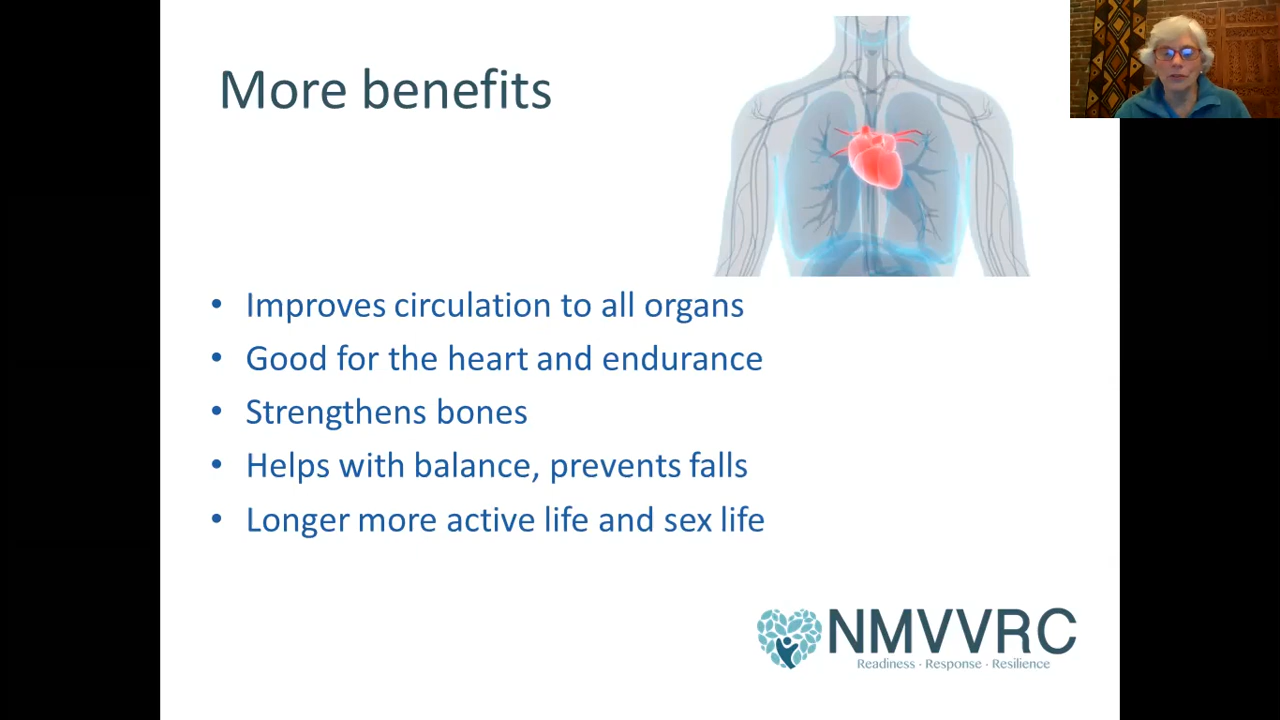 More benefits
• Improves circulation to all organs
• Good for the heart and endurance
• Strengthens bones
• Helps with balance, prevents falls
• Longer more active life and sex life
NMVVRC
Readiness · Response · Resilience